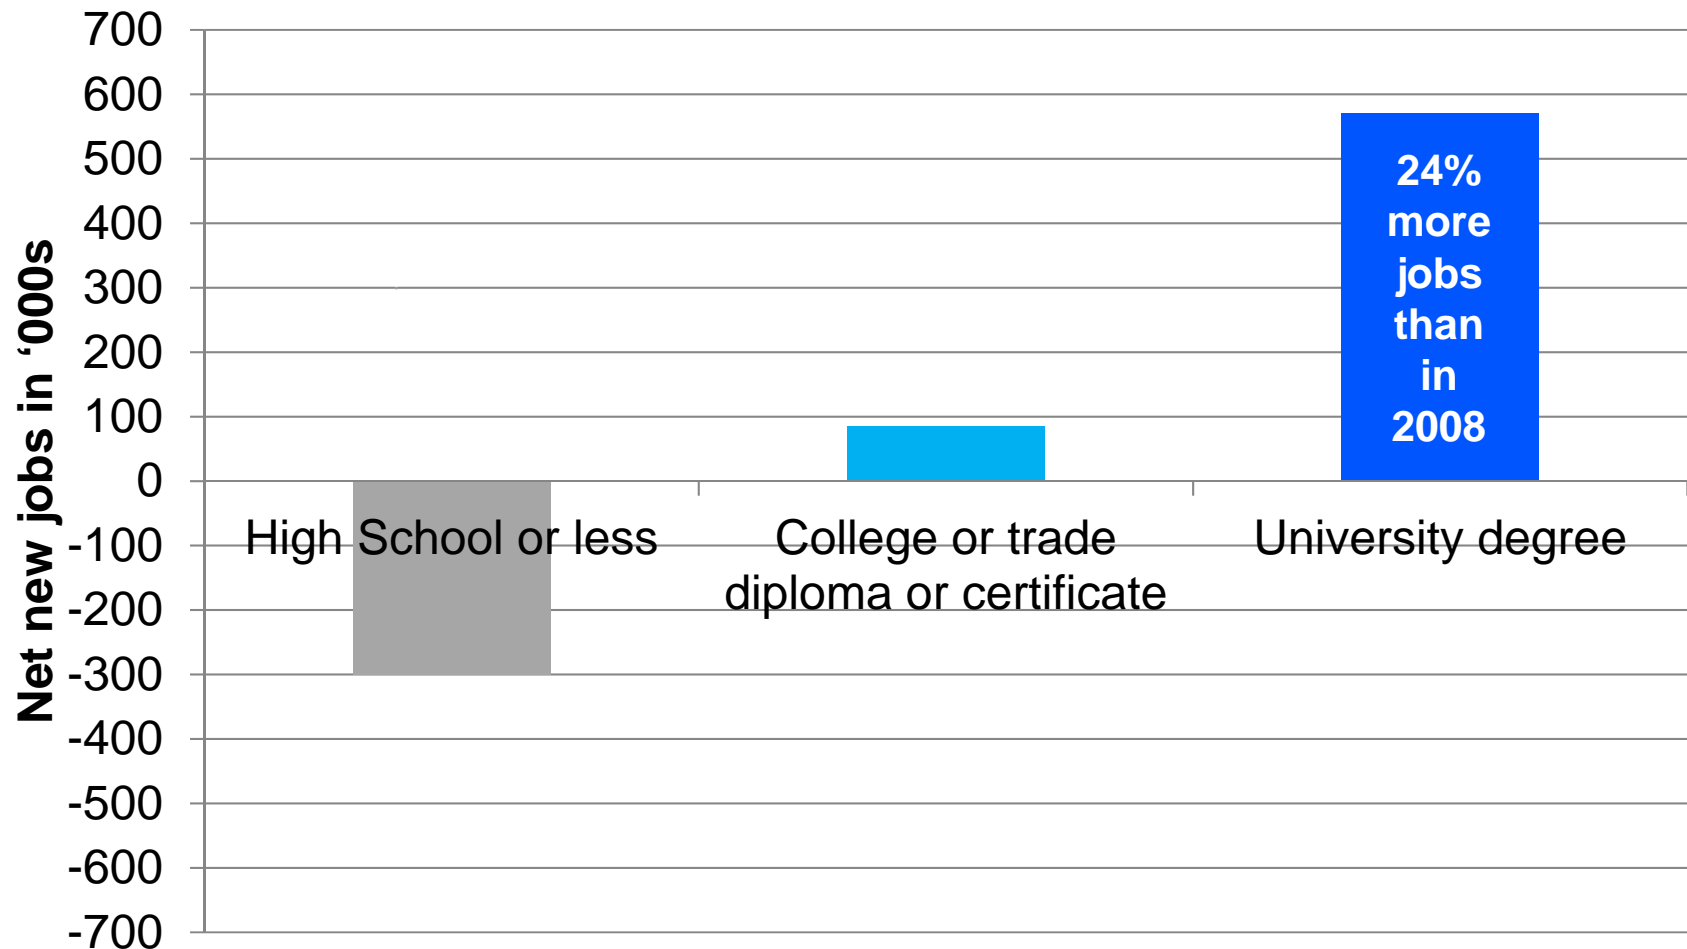 Net new jobs in ‘000s
700
600
500
400
300
200
100
0
-100
-200
-300
-400
-500
-600
-700
24%
more
jobs
than
in
2008
High School or less
College or trade
diploma or certificate
University degree